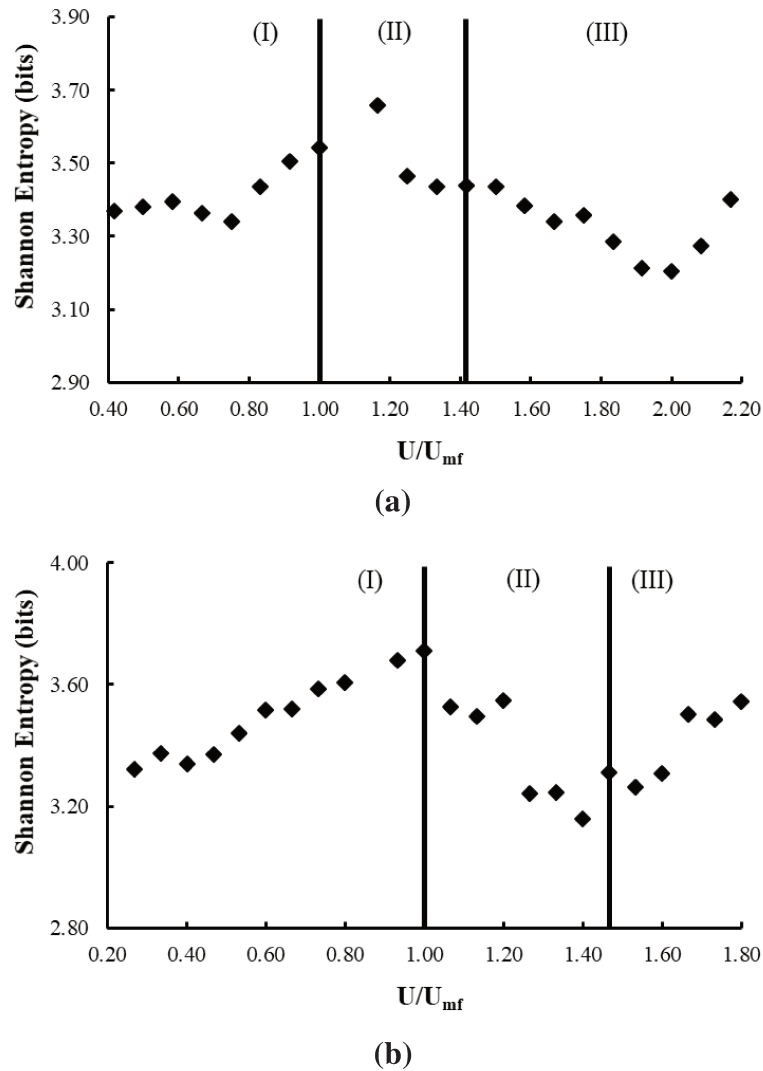 3.90
(I) (II) (III)
3.70
3.50
3.30
3.10
2.90
Shannon Entropy (bits)
0.40 0.60 0.80 1.00 1.20 1.40 1.60 1.80 2.00 2.20
U/Umf
(a)
4.00
(I) (II) (III)
3.60
3.20
2.80
Shannon Entropy (bits)
0.20 0.40 0.60 0.80 1.00 1.20 1.40 1.60 1.80
U/Umf
(b)